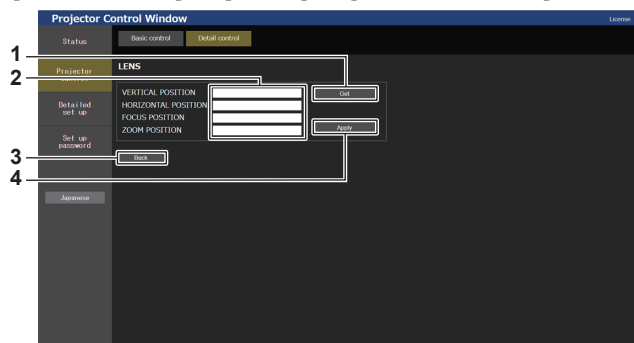 Projector Control Window
License
Status
Basic control
Detail control
1
2
Projector
LENS
VERTICAL POSITION
Get
HORIZONTAL POSITION
Detailed
set up
FOCUS POSITION
ZOOM POSITION
Apply
Set up
password
3
Back
4
Japanese